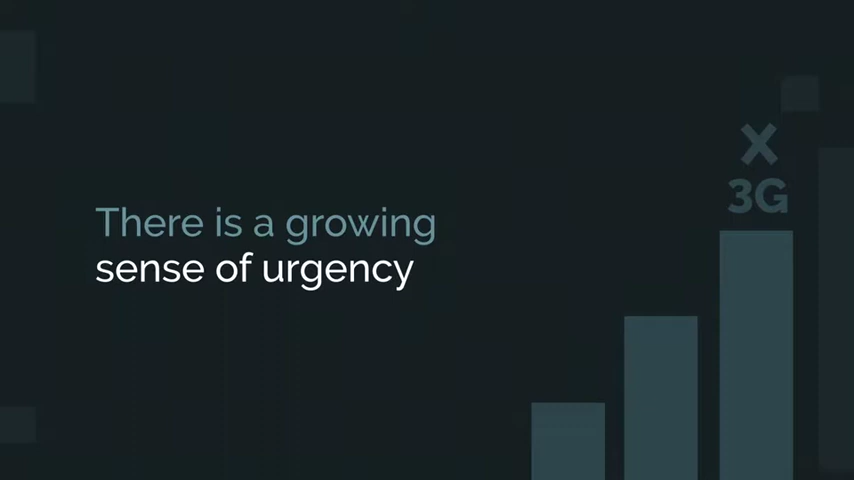 There is a growing
sense of urgency
X
3G